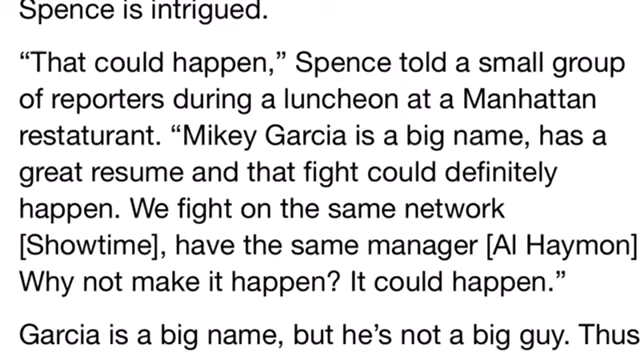 Spence is intrigued.
“That could happen,” Spence told a small group
of reporters during a luncheon at a Manhattan
restaturant. “Mikey Garcia is a big name, has a
great resume and that fight could definitely
happen. We fight on the same network
[Showtime], have the same manager [Al Haymon]
Why not make it happen? It could happen.”
Garcia is a big name, but he’s not a big guy. Thus